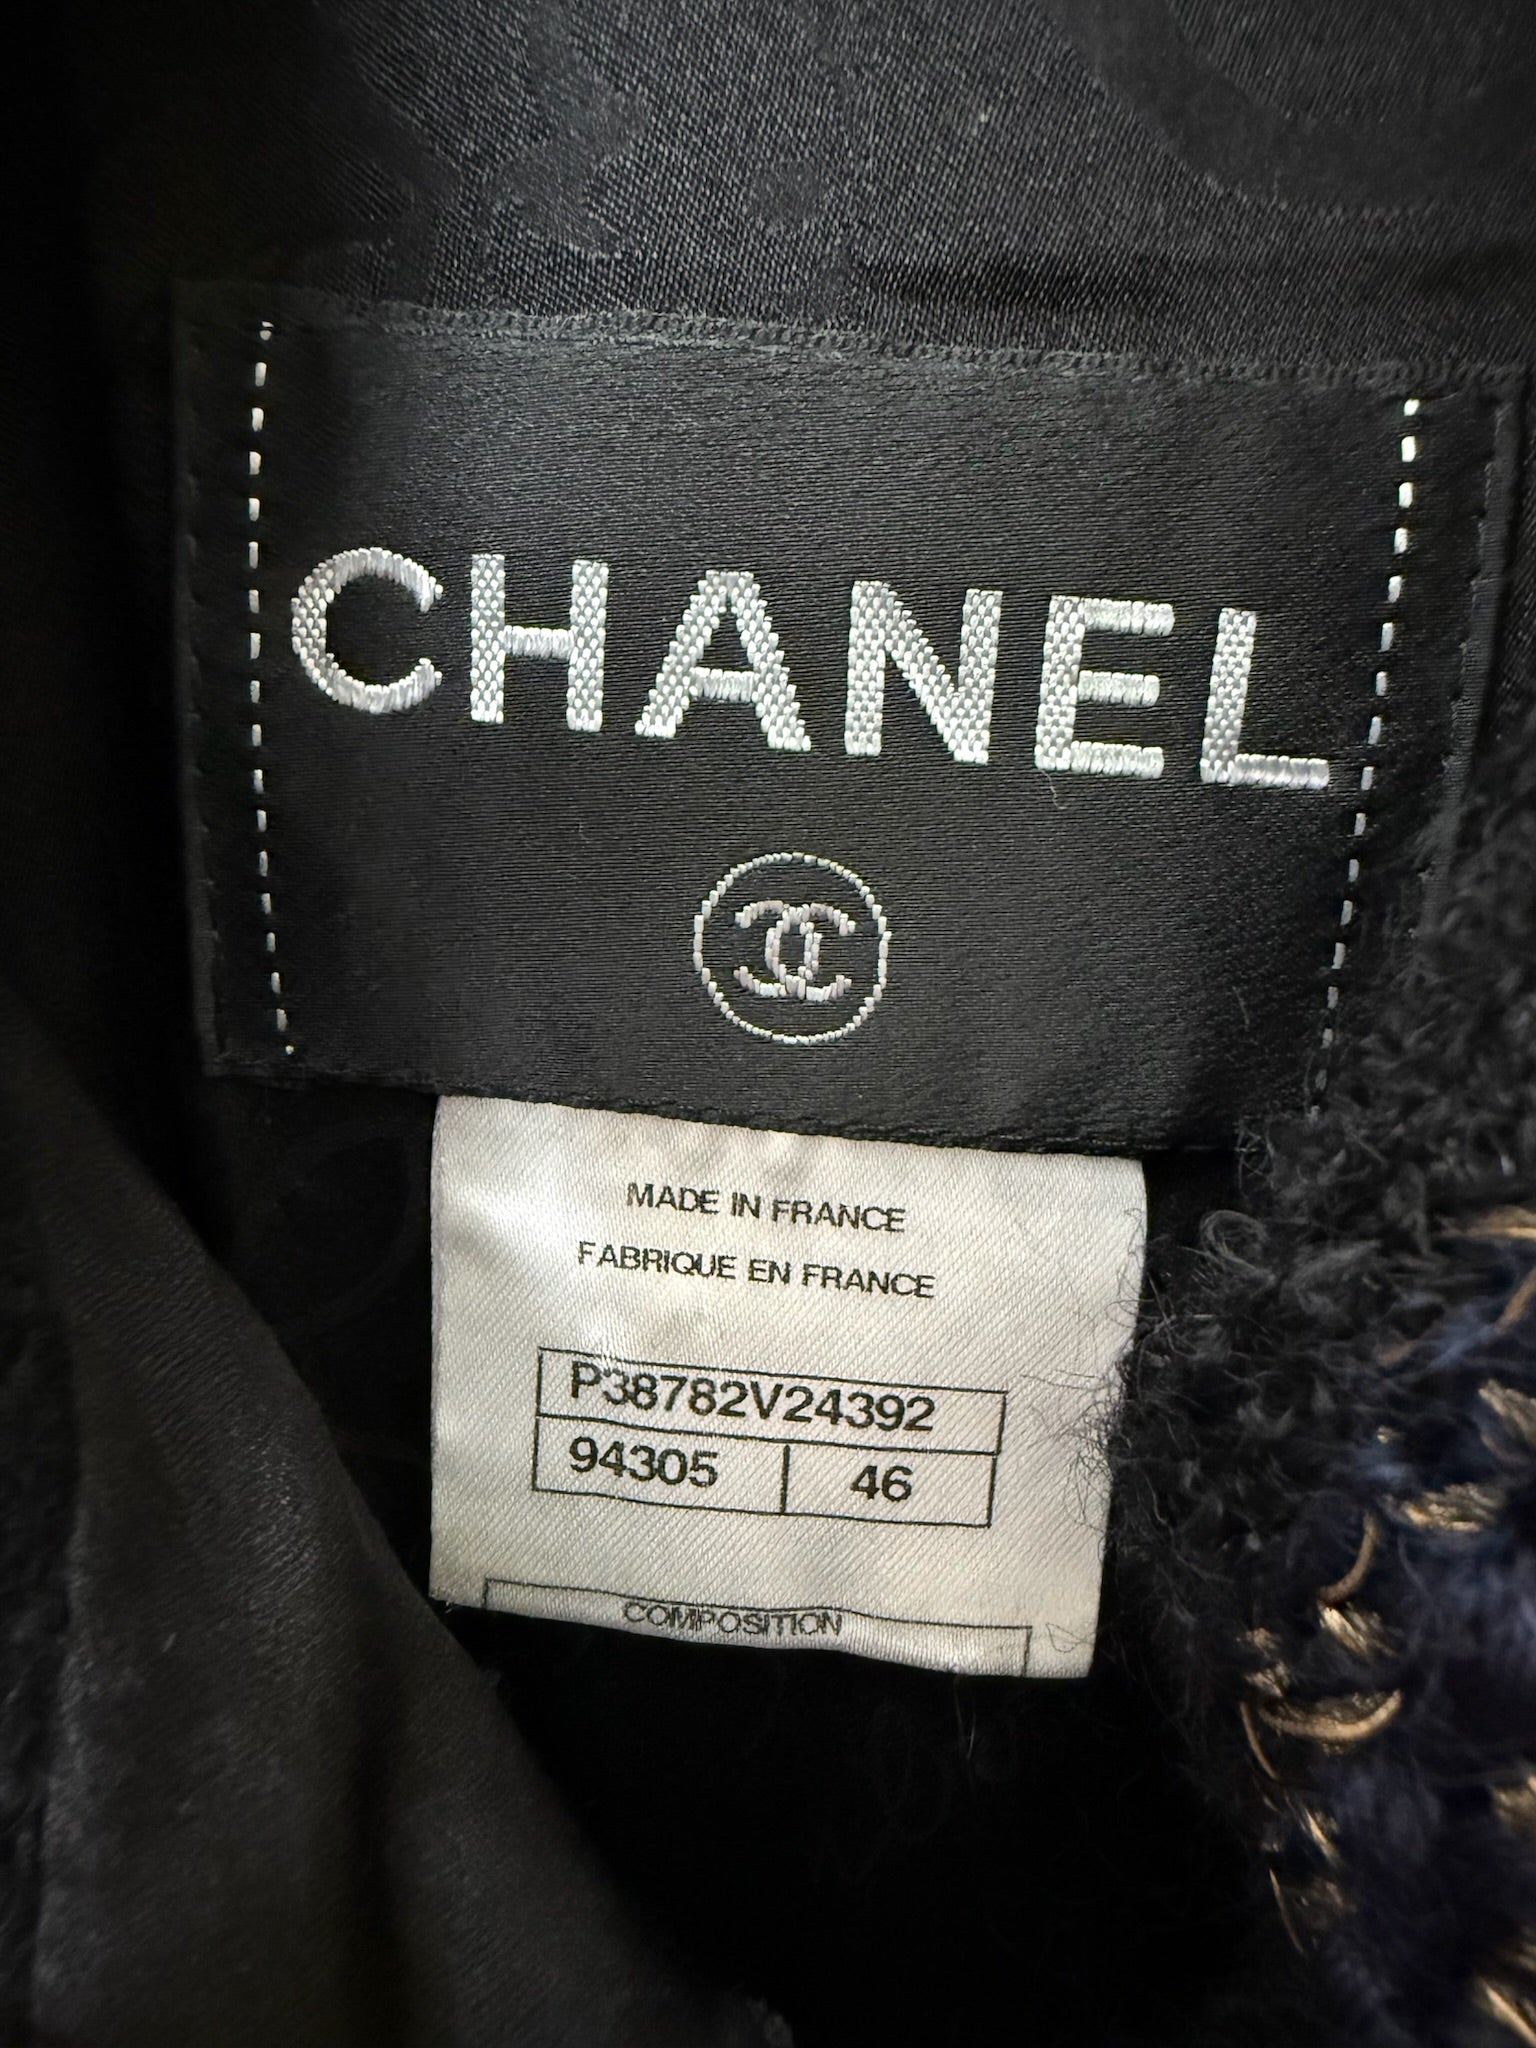 CHANEL
MADE IN FRANCE
FABRIQUE EN FRANCE
P38782V24392
94305 46
COMPOSITION